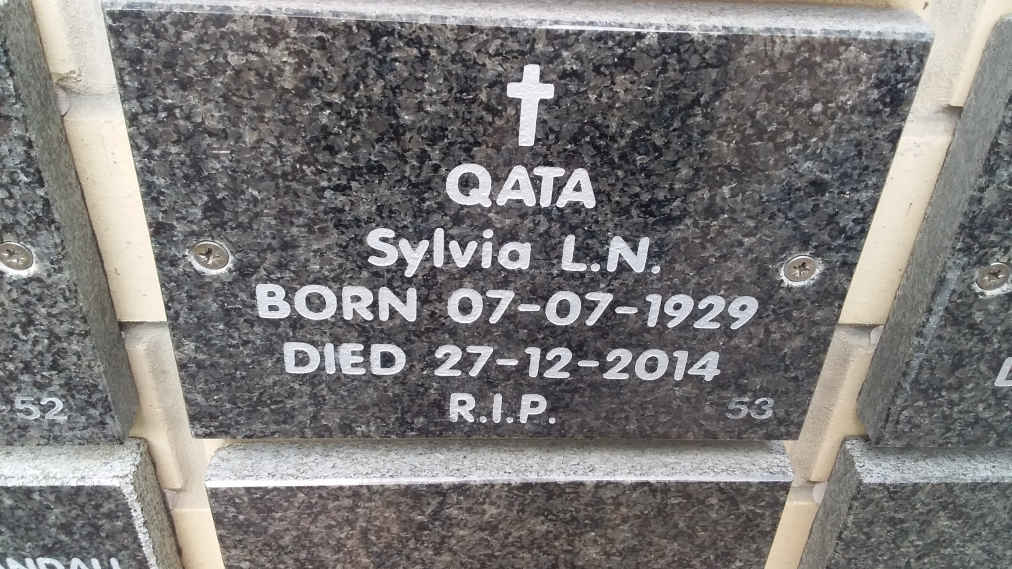 QATA
Sylvia L.N.
BORN 07-07-1929
DIED 27-12-2014
R.I.P.
53
52